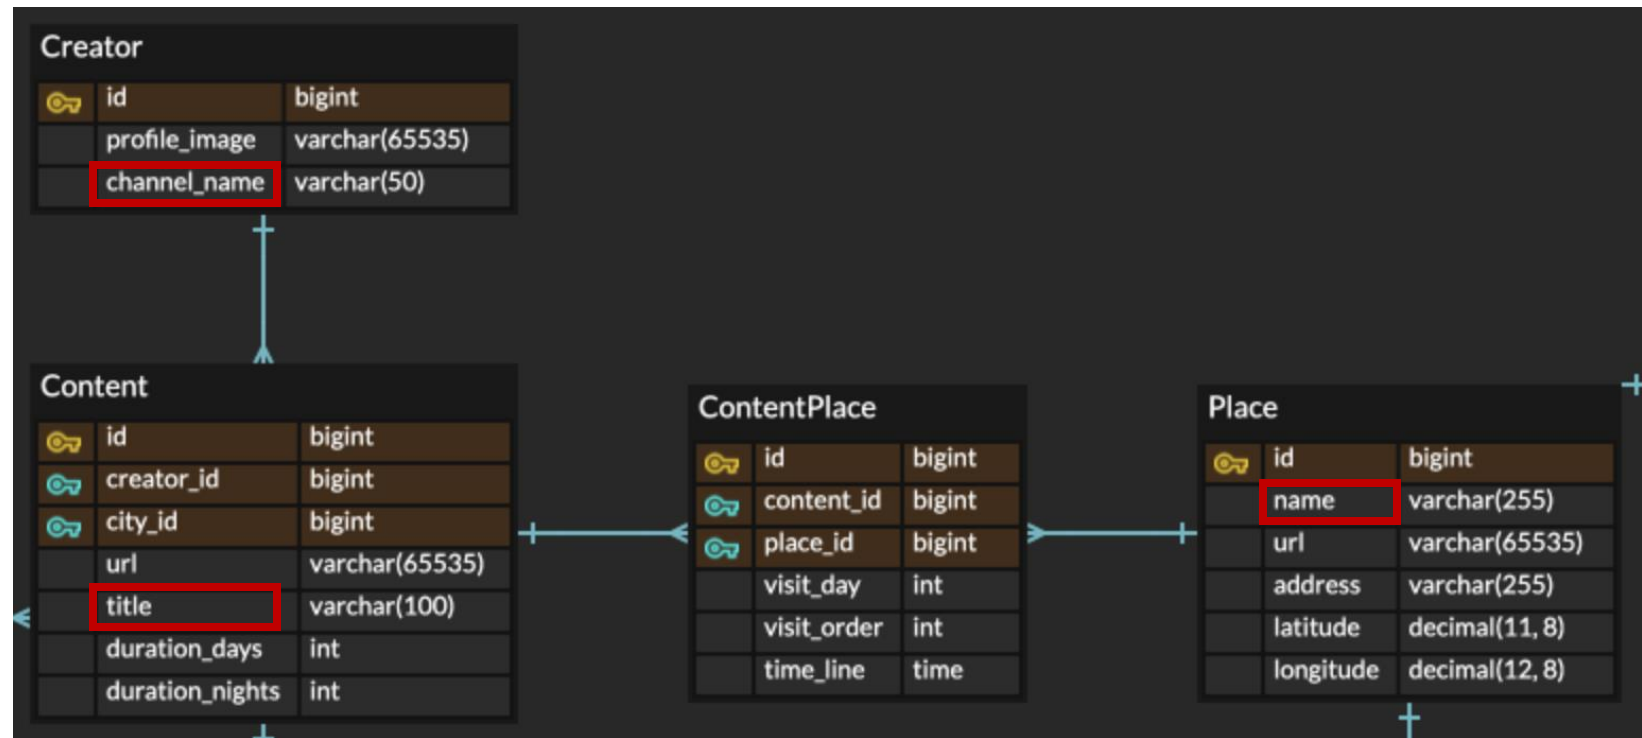 Creator
id bigint
profile_image varchar(65535)
channel_name varchar(50)
Content
id bigint
creator_id bigint
city_id bigint
url varchar(65535)
title varchar(100)
duration_days int
duration_nights int
ContentPlace
id bigint
content_id bigint
place_id bigint
visit_day int
visit_order int
time_line time
Place
id bigint
name varchar(255)
url varchar(65535)
address varchar(255)
latitude decimal(11, 8)
longitude decimal(12, 8)